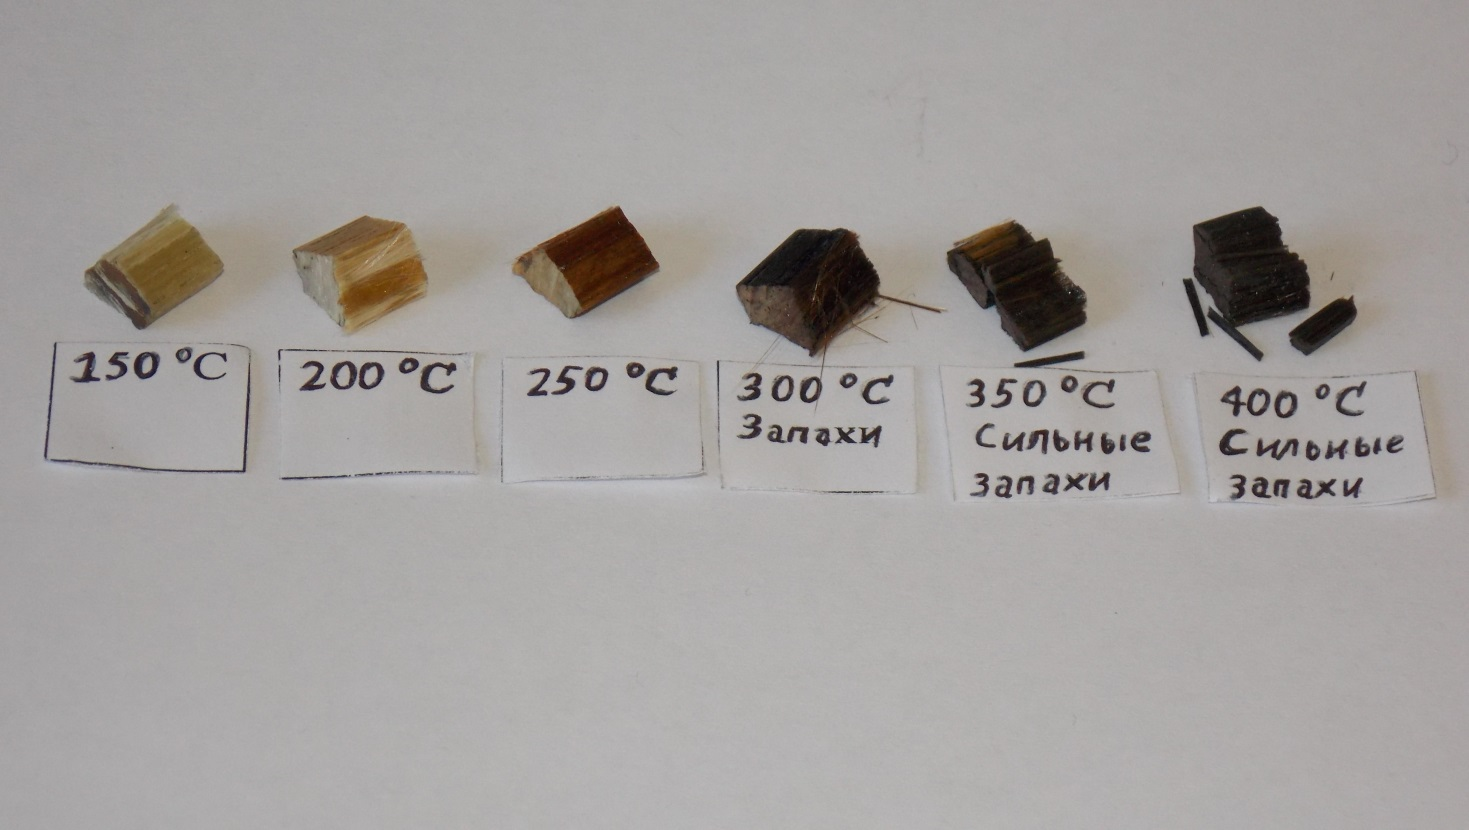 150 °C
200 °C
250 °C
300 °C
Запахи
350 °C
Сильные
запахи
400 °C
Сильные
запахи